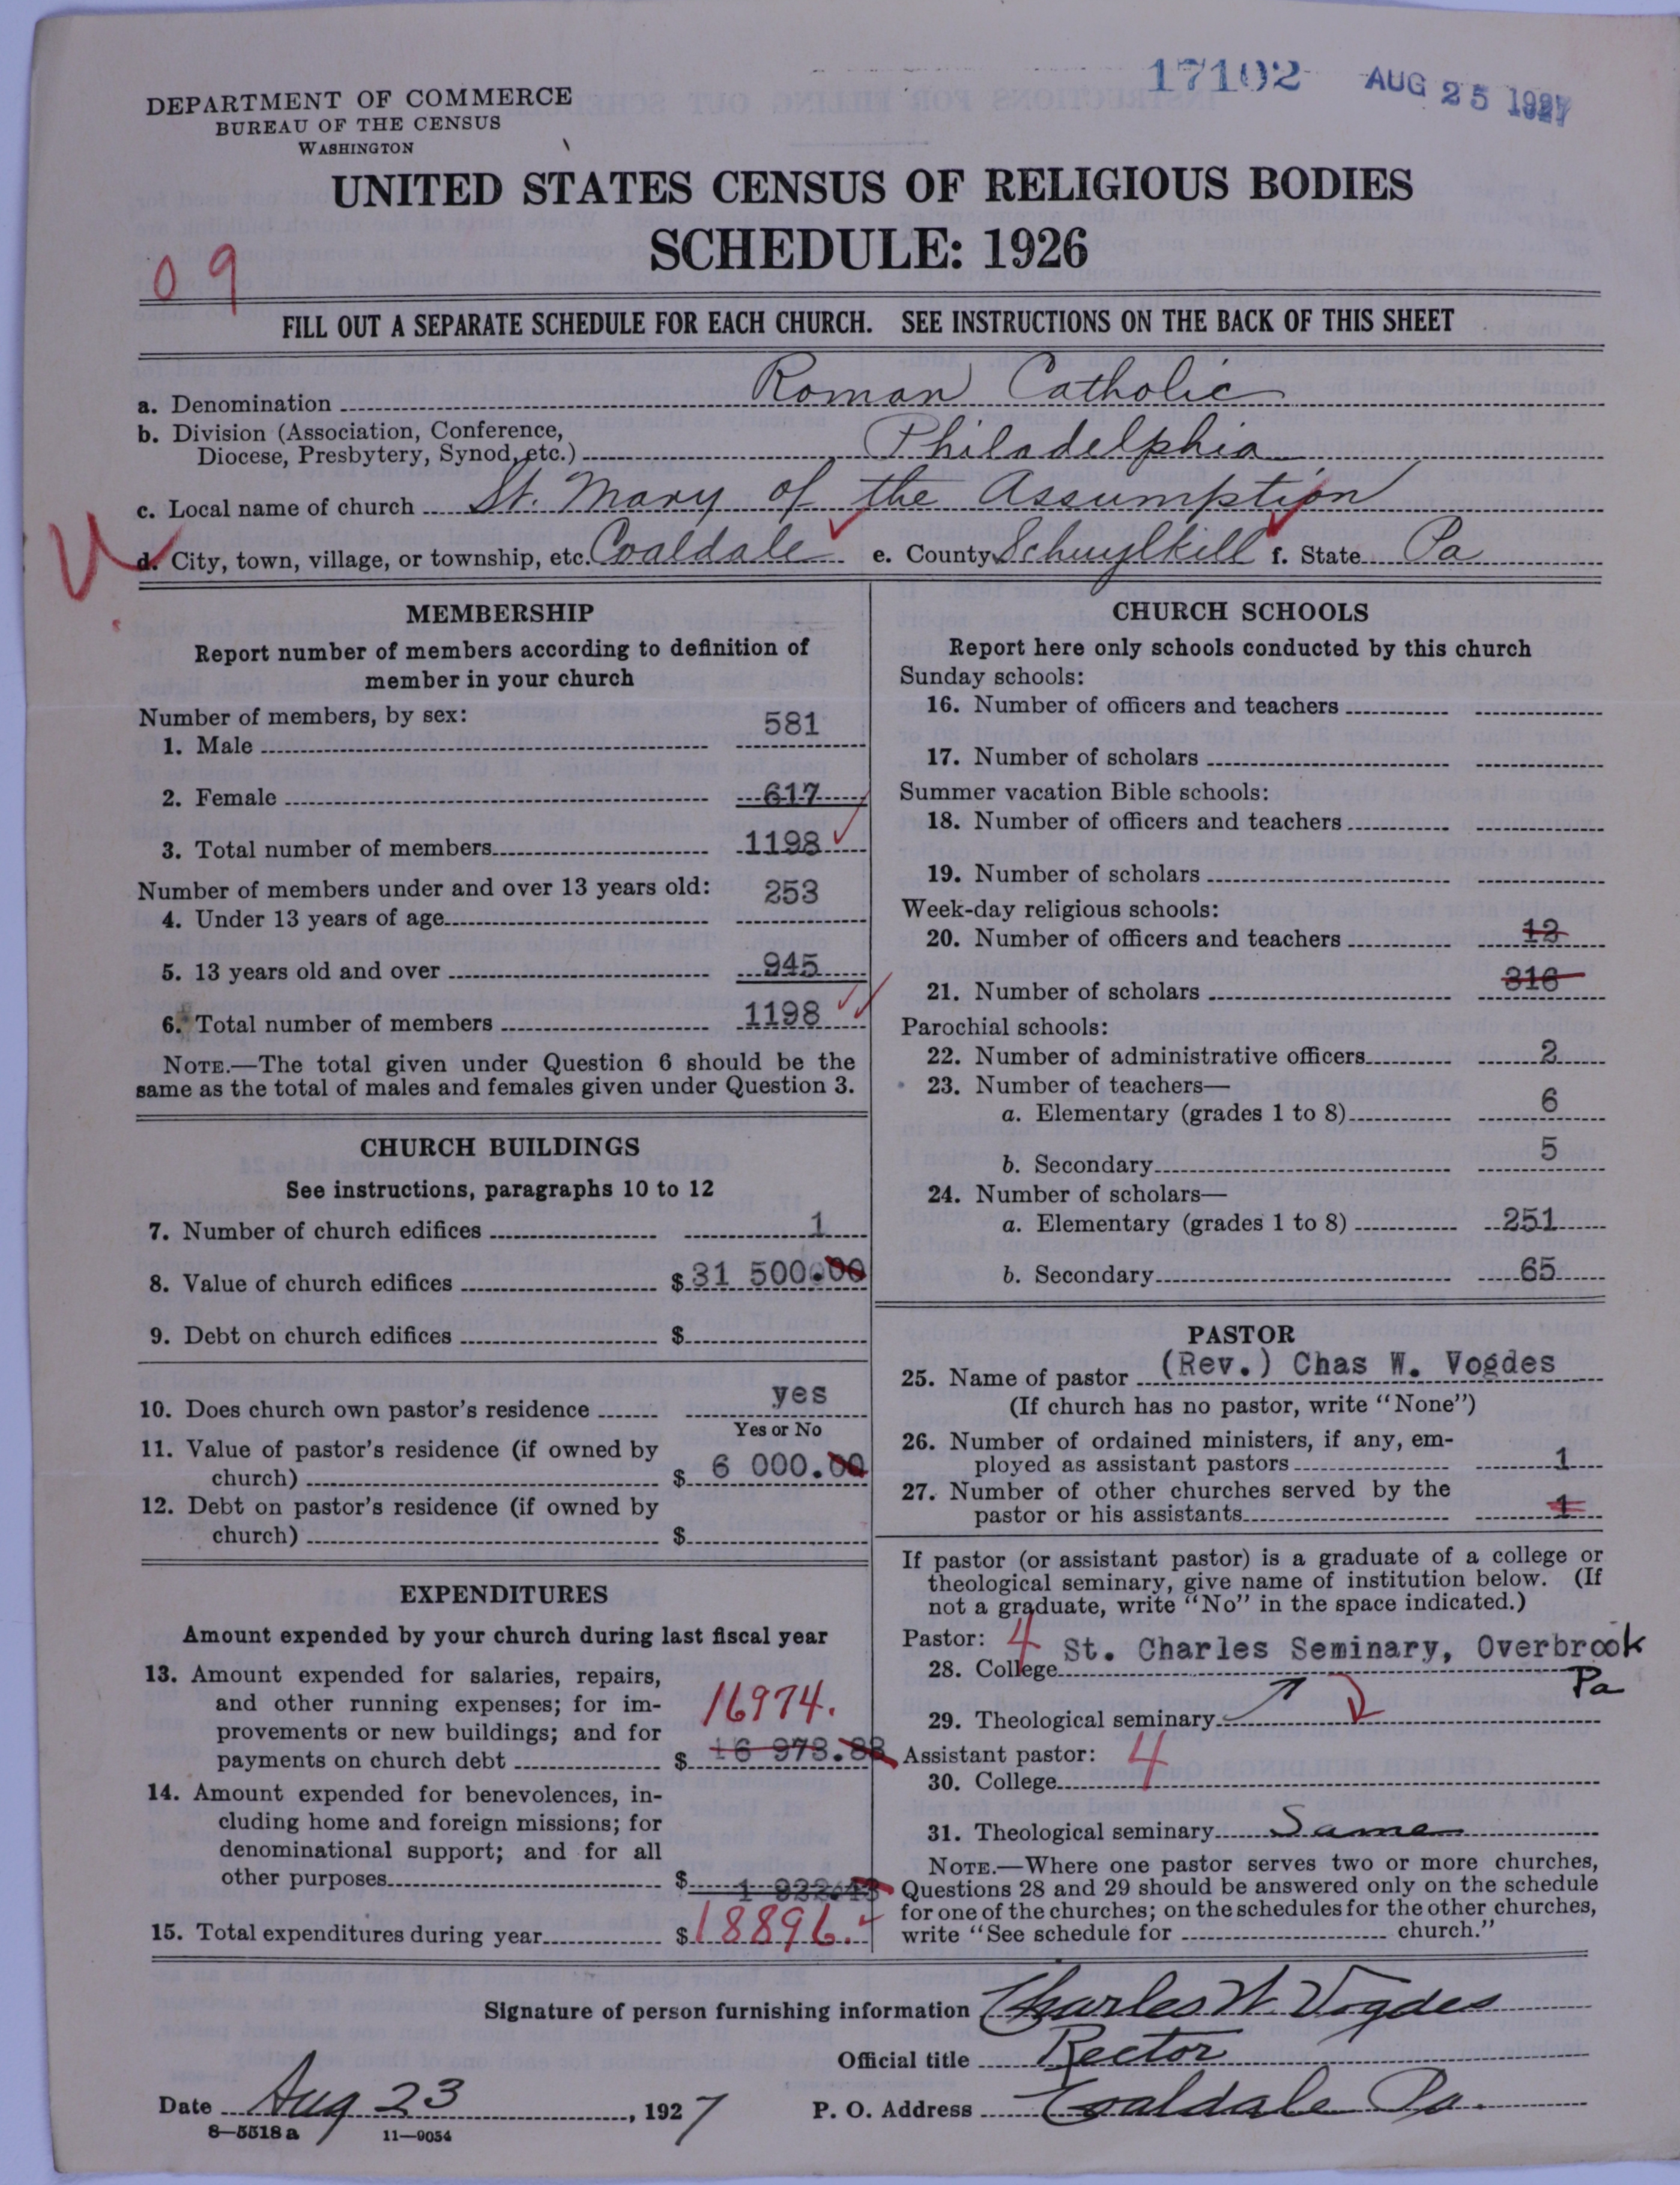 17102 AUG 25 1927
DEPARTMENT OF COMMERCE
BUREAU OF THE CENSUS
WASHINGTON
UNITED STATES CENSUS OF RELIGIOUS BODIES
SCHEDULE: 1926
09
FILL OUT A SEPARATE SCHEDULE FOR EACH CHURCH. SEE INSTRUCTIONS ON THE BACK OF THIS SHEET
a. Denomination Roman Catholic
b. Division (Association, Conference,
Diocese, Presbytery, Synod, etc.) Philadelphia
c. Local name of church St. Mary of the Assumption
d. City, town, village, or township, etc. Coaldale e. County Schuylkill f. State Pa
MEMBERSHIP
Report number of members according to definition of
member in your church
Number of members, by sex:
1. Male 581
2. Female 617
3. Total number of members 1198
Number of members under and over 13 years old:
4. Under 13 years of age 253
5. 13 years old and over 945
6. Total number of members 1198
NOTE.—The total given under Question 6 should be the
same as the total of males and females given under Question 3.
CHURCH BUILDINGS
See instructions, paragraphs 10 to 12
7. Number of church edifices 1
8. Value of church edifices $ 31 500.00
9. Debt on church edifices $
10. Does church own pastor's residence yes
Yes or No
11. Value of pastor's residence (if owned by
church) $ 6 000.00
12. Debt on pastor's residence (if owned by
church) $
EXPENDITURES
Amount expended by your church during last fiscal year
13. Amount expended for salaries, repairs,
and other running expenses; for im-
provements or new buildings; and for
16974.
payments on church debt $ 16 973.88
14. Amount expended for benevolences, in-
cluding home and foreign missions; for
denominational support; and for all
other purposes $ 1 922.43
15. Total expenditures during year $ 18896.
CHURCH SCHOOLS
Report here only schools conducted by this church
Sunday schools:
16. Number of officers and teachers
17. Number of scholars
Summer vacation Bible schools:
18. Number of officers and teachers
19. Number of scholars
Week-day religious schools:
20. Number of officers and teachers 12
21. Number of scholars 316
Parochial schools:
22. Number of administrative officers 2
23. Number of teachers—
a. Elementary (grades 1 to 8) 6
b. Secondary 5
24. Number of scholars—
a. Elementary (grades 1 to 8) 251
b. Secondary 65
PASTOR
25. Name of pastor (Rev.) Chas W. Vogdes
(If church has no pastor, write "None")
26. Number of ordained ministers, if any, em-
ployed as assistant pastors 1
27. Number of other churches served by the
pastor or his assistants 1
If pastor (or assistant pastor) is a graduate of a college or
theological seminary, give name of institution below. (If
not a graduate, write "No" in the space indicated.)
Pastor: 4
28. College St. Charles Seminary, Overbrook
Pa
29. Theological seminary
Assistant pastor: 4
30. College
31. Theological seminary Same
NOTE.—Where one pastor serves two or more churches,
Questions 28 and 29 should be answered only on the schedule
for one of the churches; on the schedules for the other churches,
write "See schedule for church."
Signature of person furnishing information Charles W. Vogdes
Official title Rector
Date Aug 23, 1927 P. O. Address Coaldale Pa.
8—5518a 11—9054